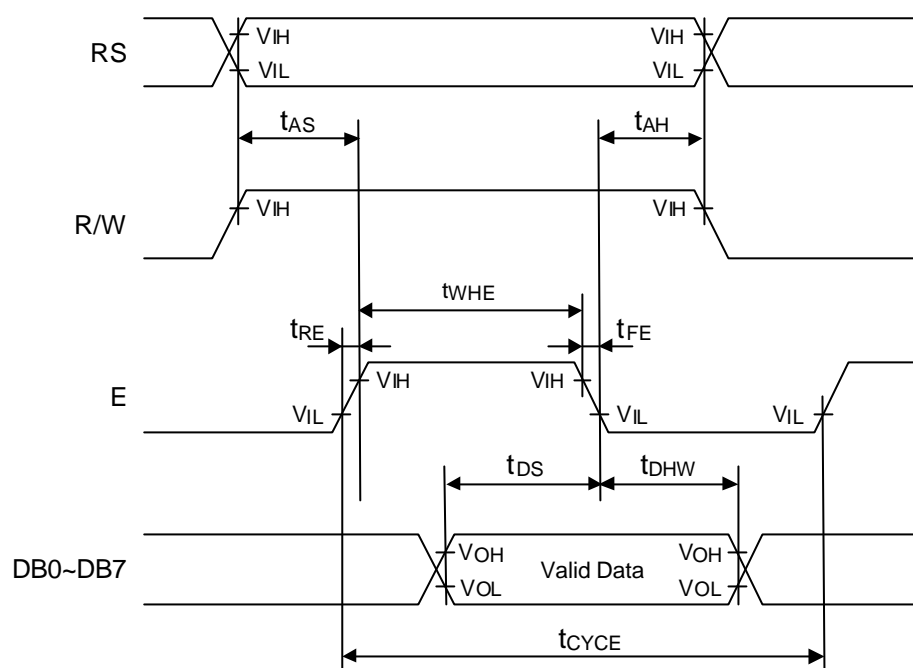 RS
VIH
VIH
VIL
VIL
tAS
tAH
R/W
VIH
VIH
tWHE
tRE
tFE
E
VIH
VIH
VIL
VIL
VIL
tDS
tDHW
DB0~DB7
VOH
Valid Data
VOH
VOL
VOL
tCYCE